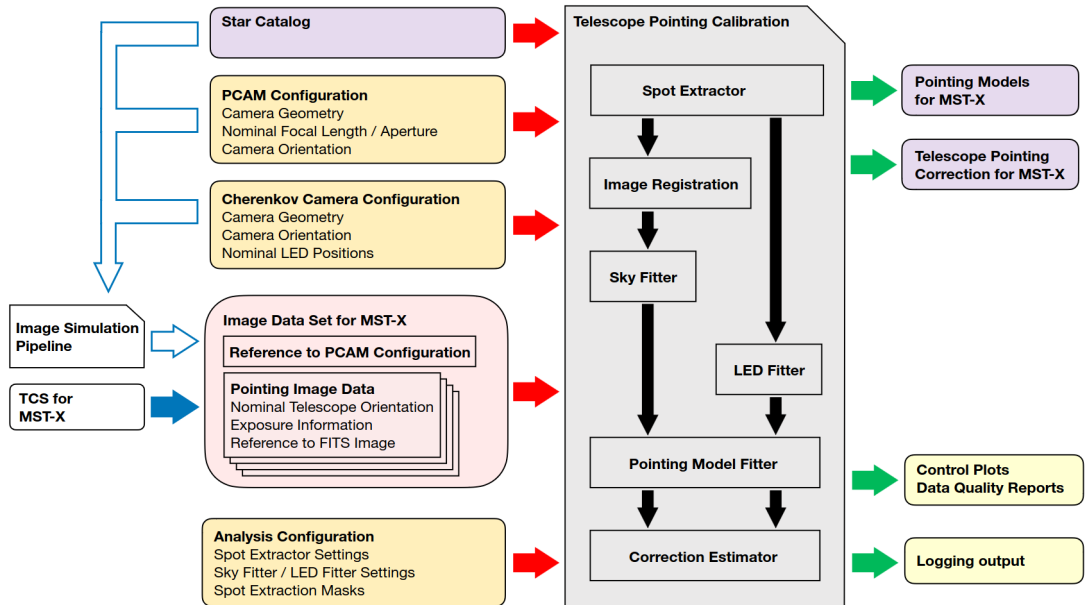 Star Catalog
PCAM Configuration
Camera Geometry
Nominal Focal Length / Aperture
Camera Orientation
Cherenkov Camera Configuration
Camera Geometry
Camera Orientation
Nominal LED Positions
Image Simulation
Pipeline
TCS for
MST-X
Image Data Set for MST-X
Reference to PCAM Configuration
Pointing Image Data
Nominal Telescope Orientation
Exposure Information
Reference to FITS Image
Analysis Configuration
Spot Extractor Settings
Sky Fitter / LED Fitter Settings
Spot Extraction Masks
Telescope Pointing Calibration
Spot Extractor
Image Registration
Sky Fitter
LED Fitter
Pointing Model Fitter
Correction Estimator
Pointing Models
for MST-X
Telescope Pointing
Correction for MST-X
Control Plots
Data Quality Reports
Logging output